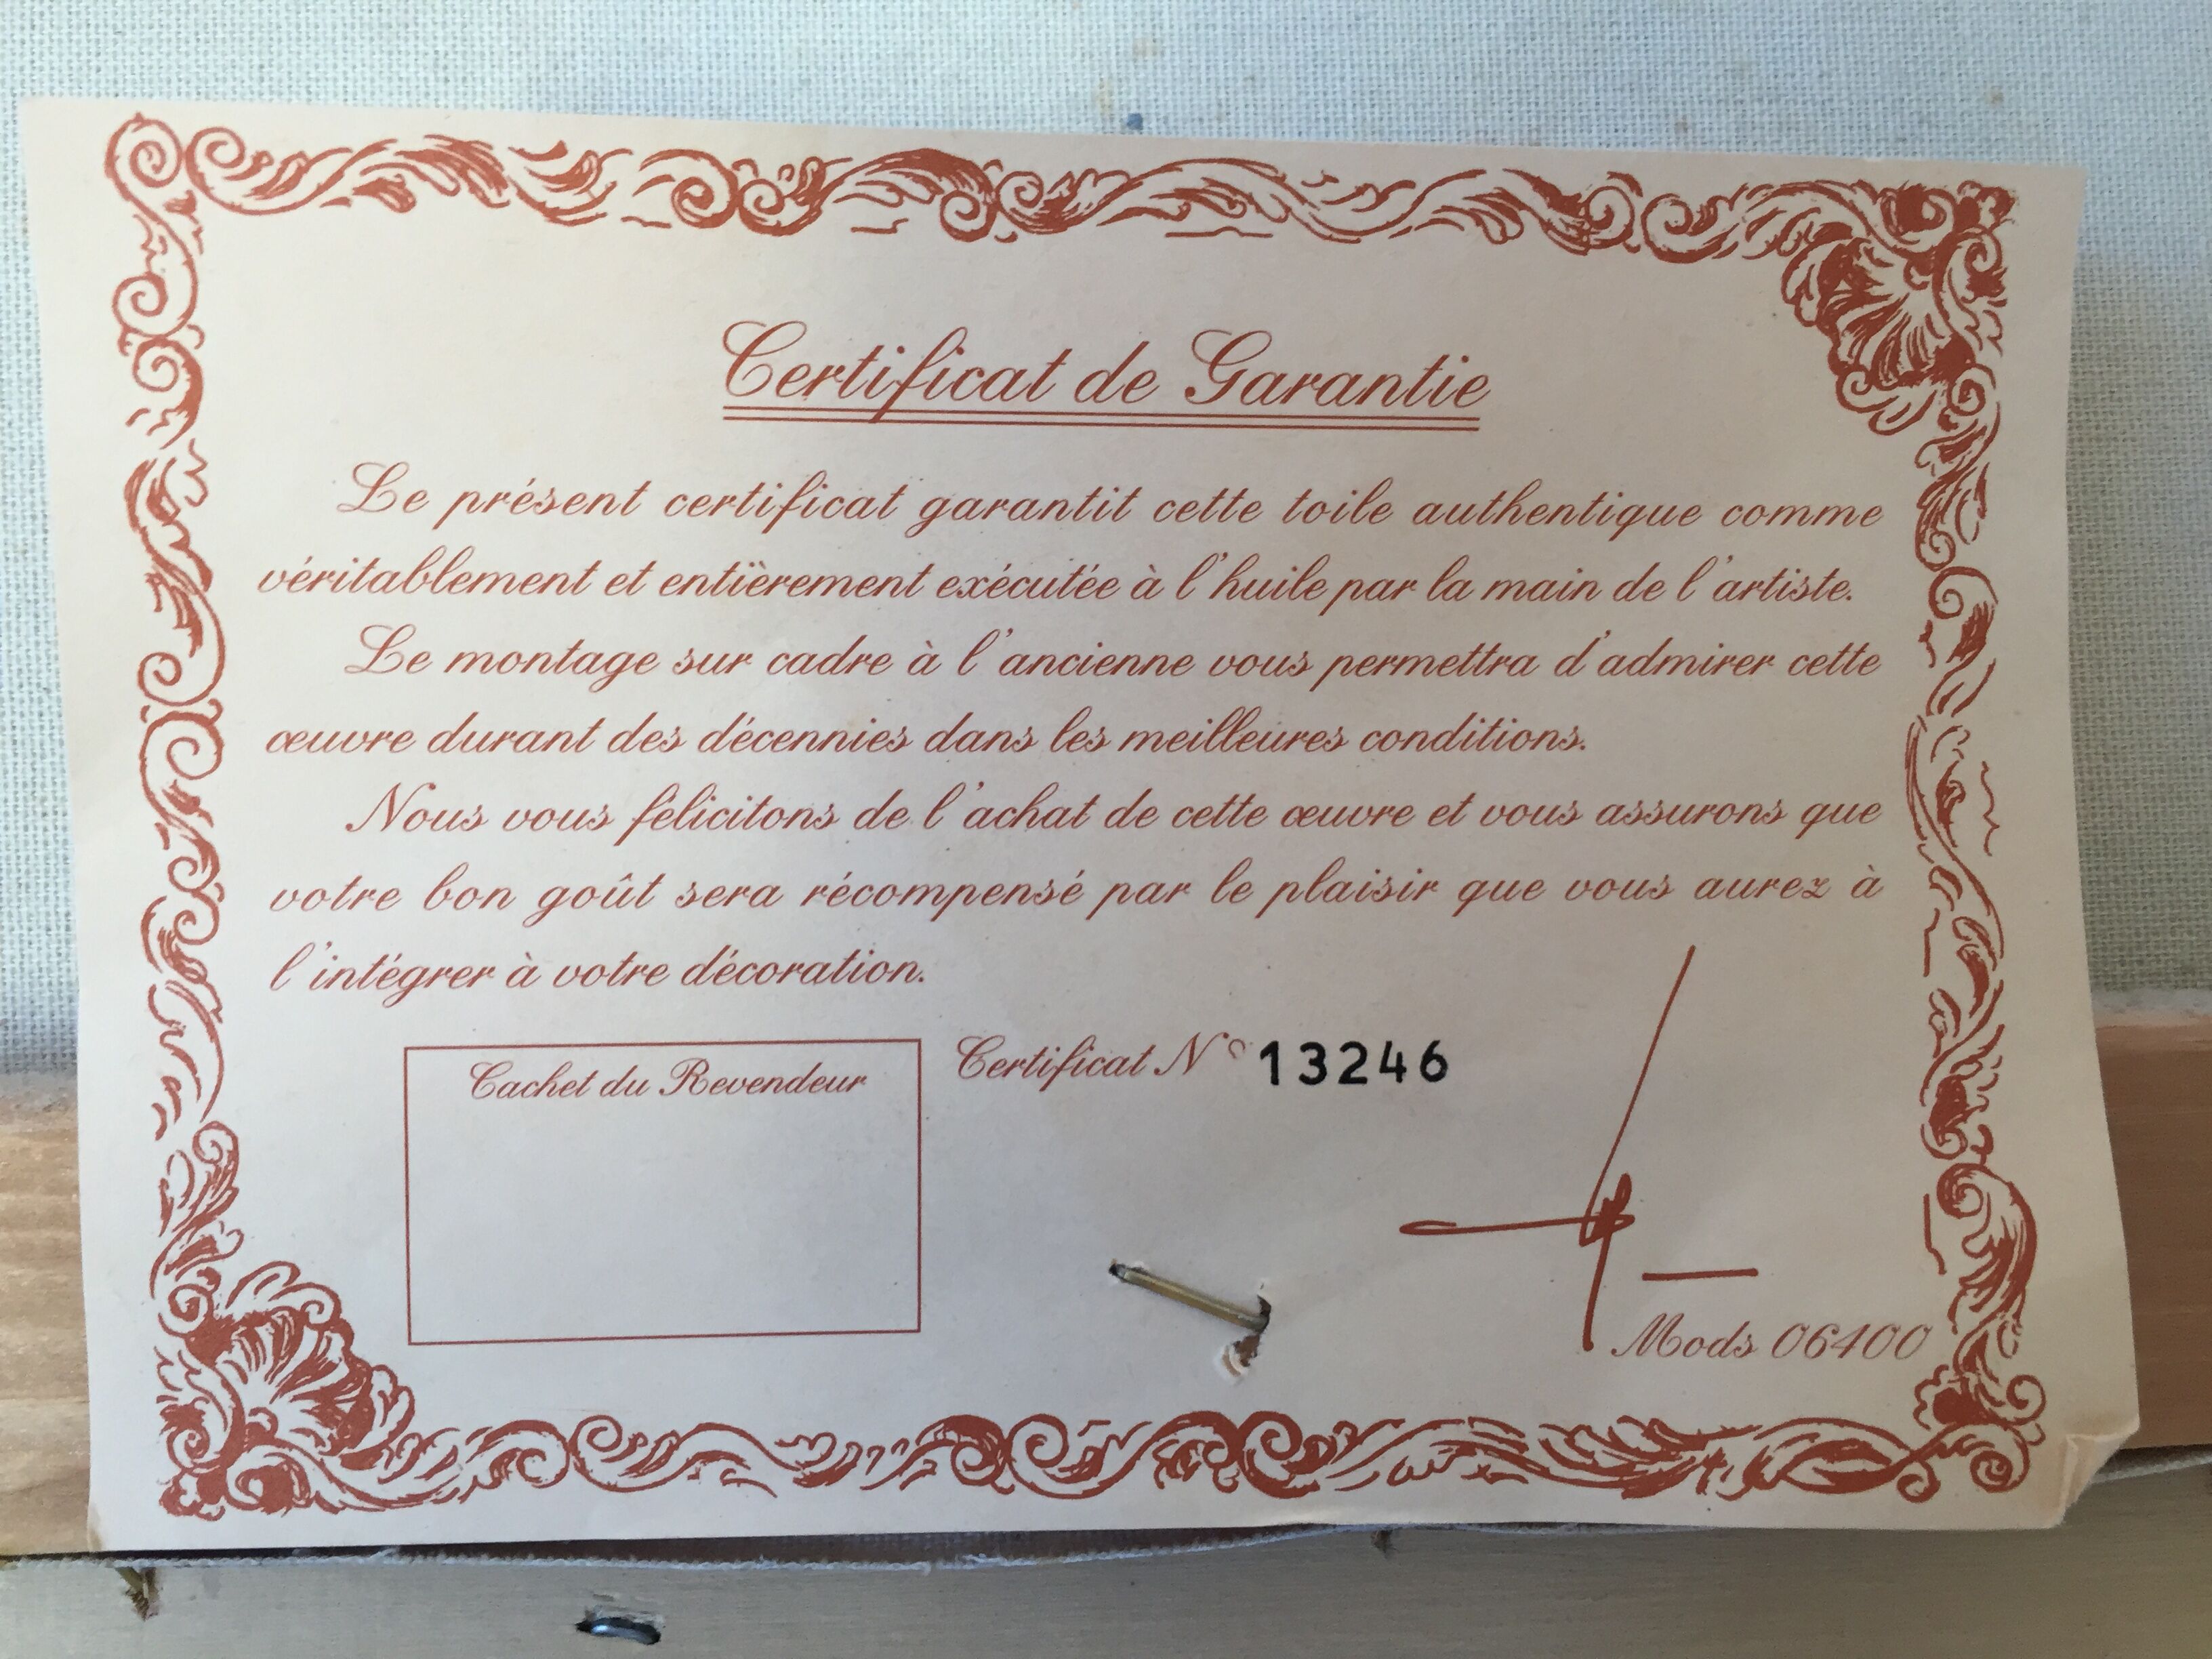 Certificat de Garantie
Le présent certificat garantit cette toile authentique comme
véritablement et entièrement exécutée à l'huile par la main de l'artiste.
Le montage sur cadre à l'ancienne vous permettra d'admirer cette
œuvre durant des décennies dans les meilleures conditions.
Nous vous félicitons de l'achat de cette œuvre et vous assurons que
votre bon goût sera récompensé par le plaisir que vous aurez à
l'intégrer à votre décoration.
Cachet du Revendeur
Certificat N° 13246
Mods 06400